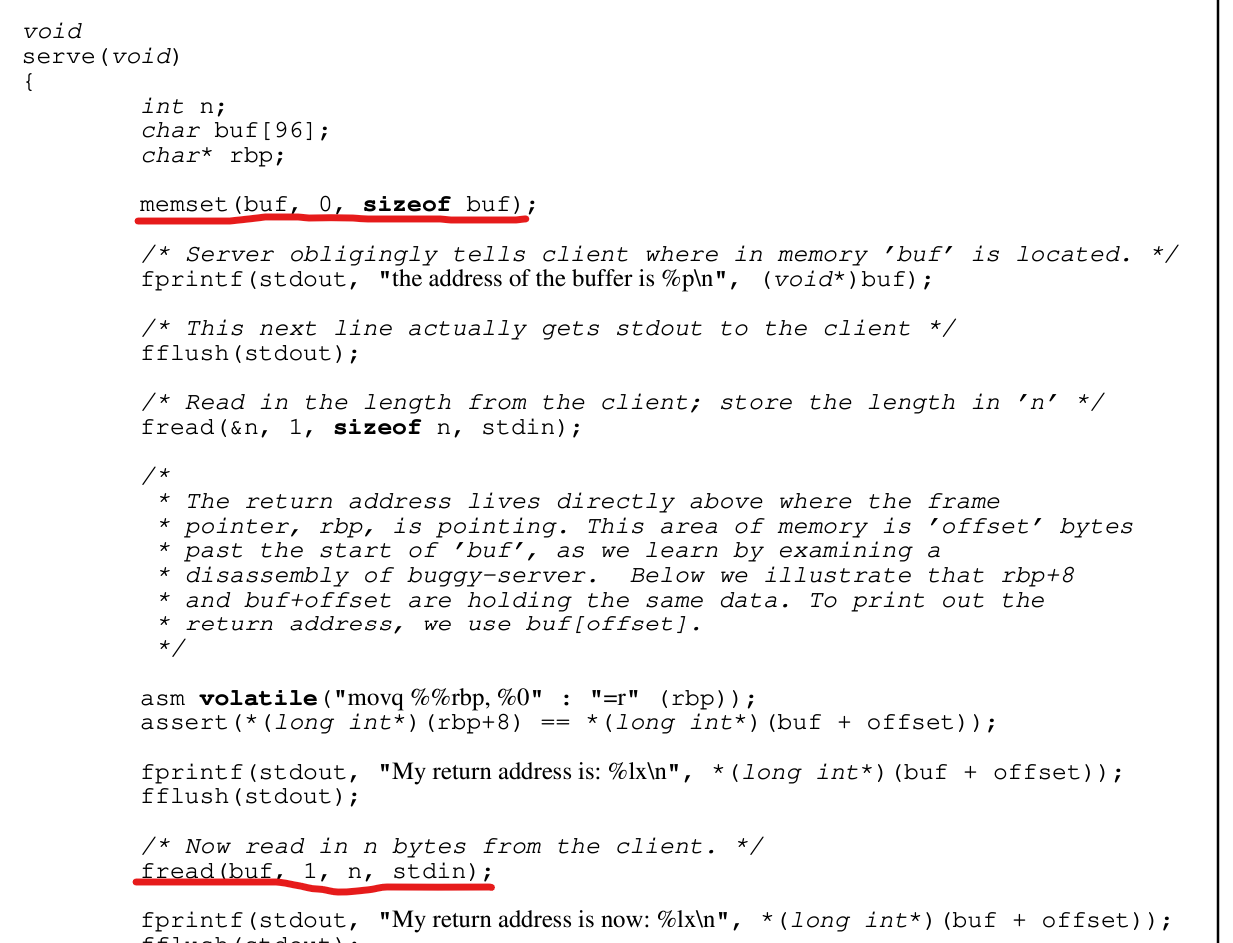 void
serve(void)
{
int n;
char buf[96];
char* rbp;
memset(buf, 0, sizeof buf);
/* Server obligingly tells client where in memory ’buf’ is located. */
fprintf(stdout, "the address of the buffer is %p\n", (void*)buf);
/* This next line actually gets stdout to the client */
fflush(stdout);
/* Read in the length from the client; store the length in ’n’ */
fread(&n, 1, sizeof n, stdin);
/*
* The return address lives directly above where the frame
* pointer, rbp, is pointing. This area of memory is ’offset’ bytes
* past the start of ’buf’, as we learn by examining a
* disassembly of buggy-server.  Below we illustrate that rbp+8
* and buf+offset are holding the same data. To print out the
* return address, we use buf[offset].
*/
asm volatile("movq %%rbp, %0" : "=r" (rbp));
assert(*(long int*)(rbp+8) == *(long int*)(buf + offset));
fprintf(stdout, "My return address is: %lx\n", *(long int*)(buf + offset));
fflush(stdout);
/* Now read in n bytes from the client. */
fread(buf, 1, n, stdin);
fprintf(stdout, "My return address is now: %lx\n", *(long int*)(buf + offset));